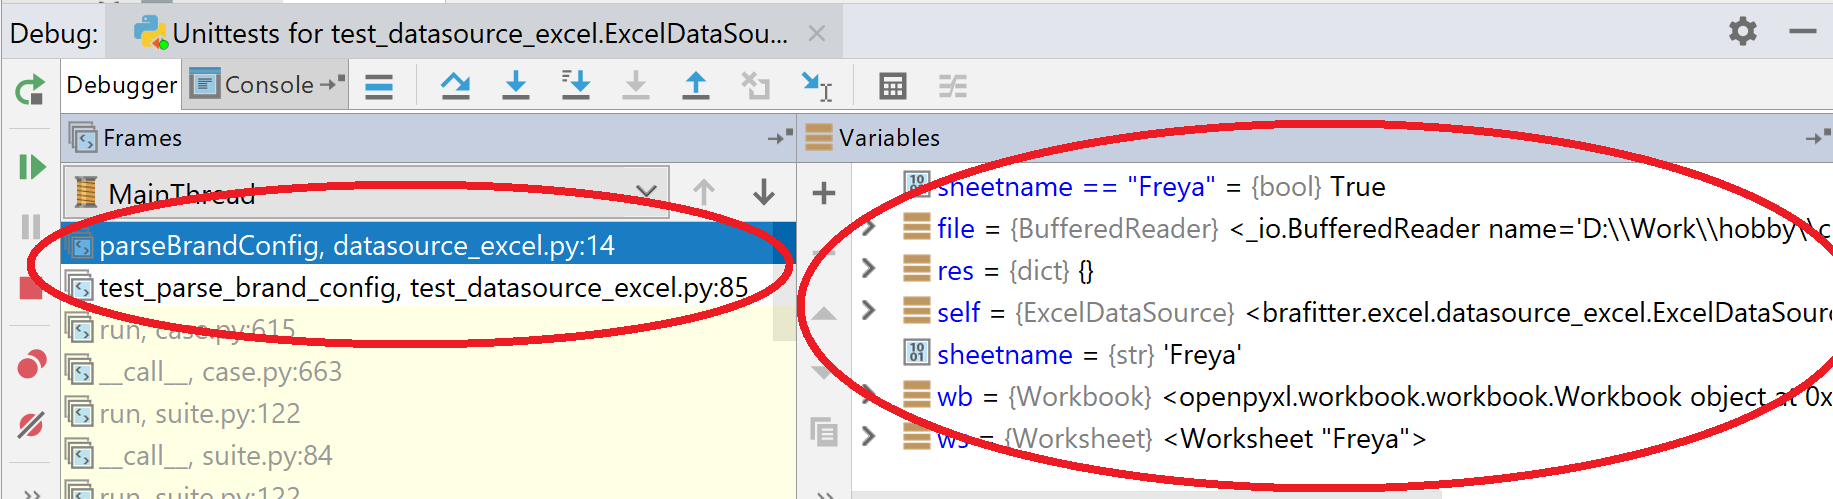 Debug: Unittests for test_datasource_excel.ExcelDataSou...
Debugger Console
Frames
Variables
MainThread
parseBrandConfig, datasource_excel.py:14
test_parse_brand_config, test_datasource_excel.py:85
run, case.py:615
__call__, case.py:663
run, suite.py:122
__call__, suite.py:84
run, suite.py:122
sheetname == "Freya" = {bool} True
file = {BufferedReader} <_io.BufferedReader name='D:\\Work\\hobby\\c
res = {dict} {}
self = {ExcelDataSource} <brafitter.excel.datasource_excel.ExcelDataSour
sheetname = {str} 'Freya'
wb = {Workbook} <openpyxl.workbook.workbook.Workbook object at 0x
ws = {Worksheet} <Worksheet "Freya">